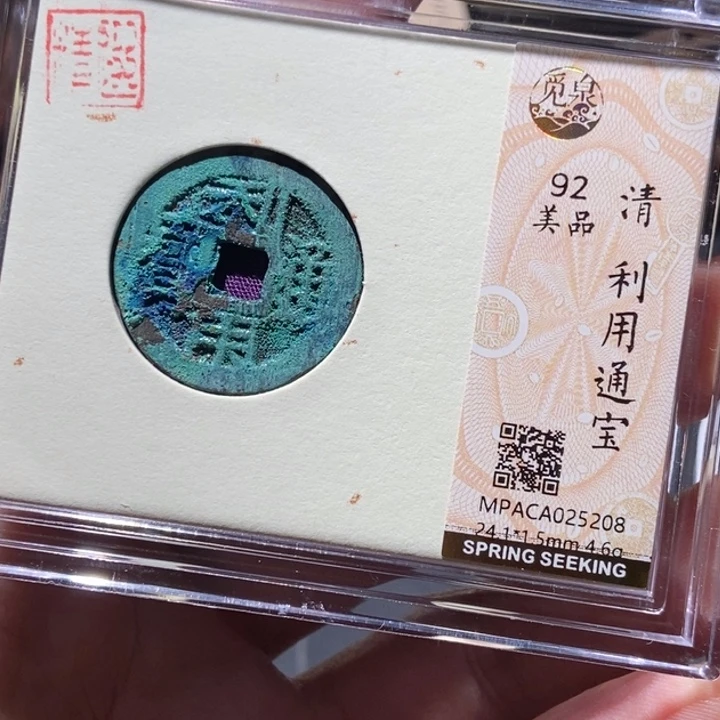 觅泉
92
美品
清
利用通宝
MPACA025208
24.1*1.5mm 4.6g
SPRING SEEKING